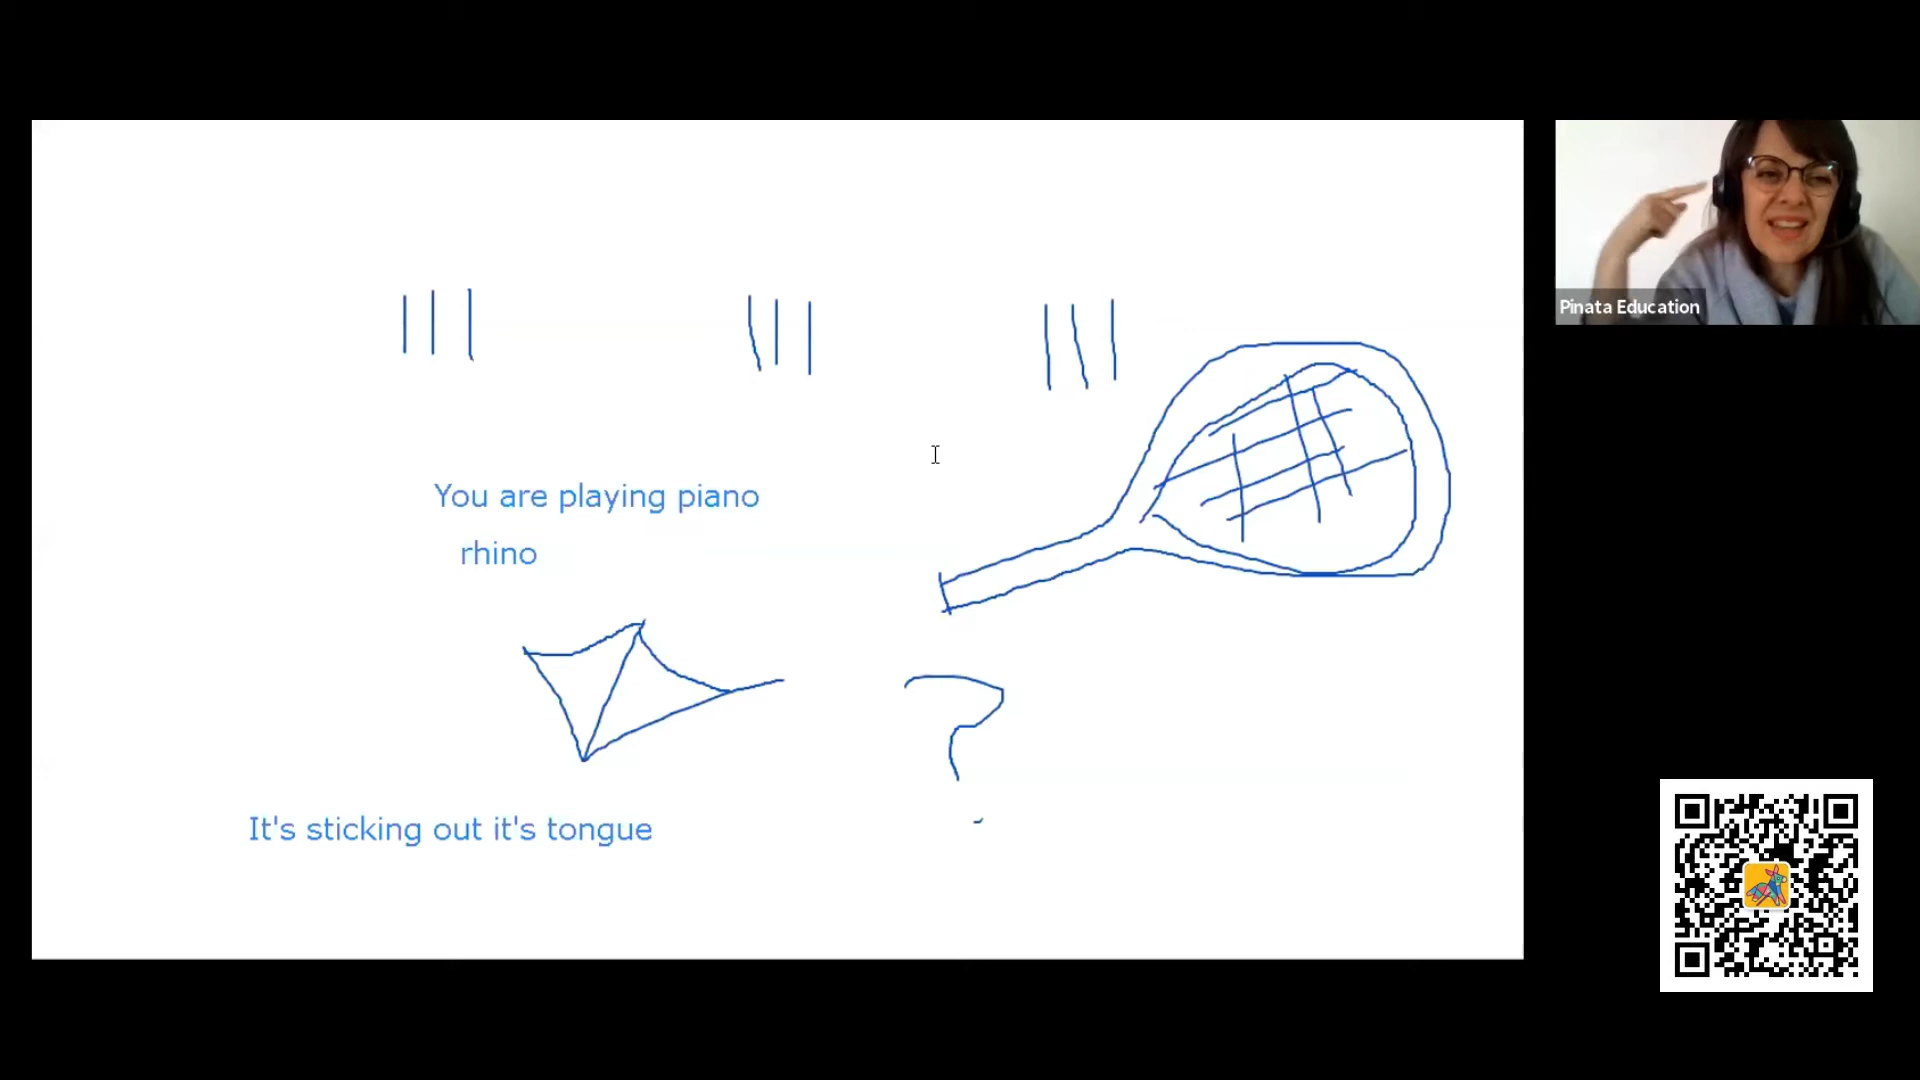 Pinata Education
You are playing piano
rhino
?
It's sticking out it's tongue